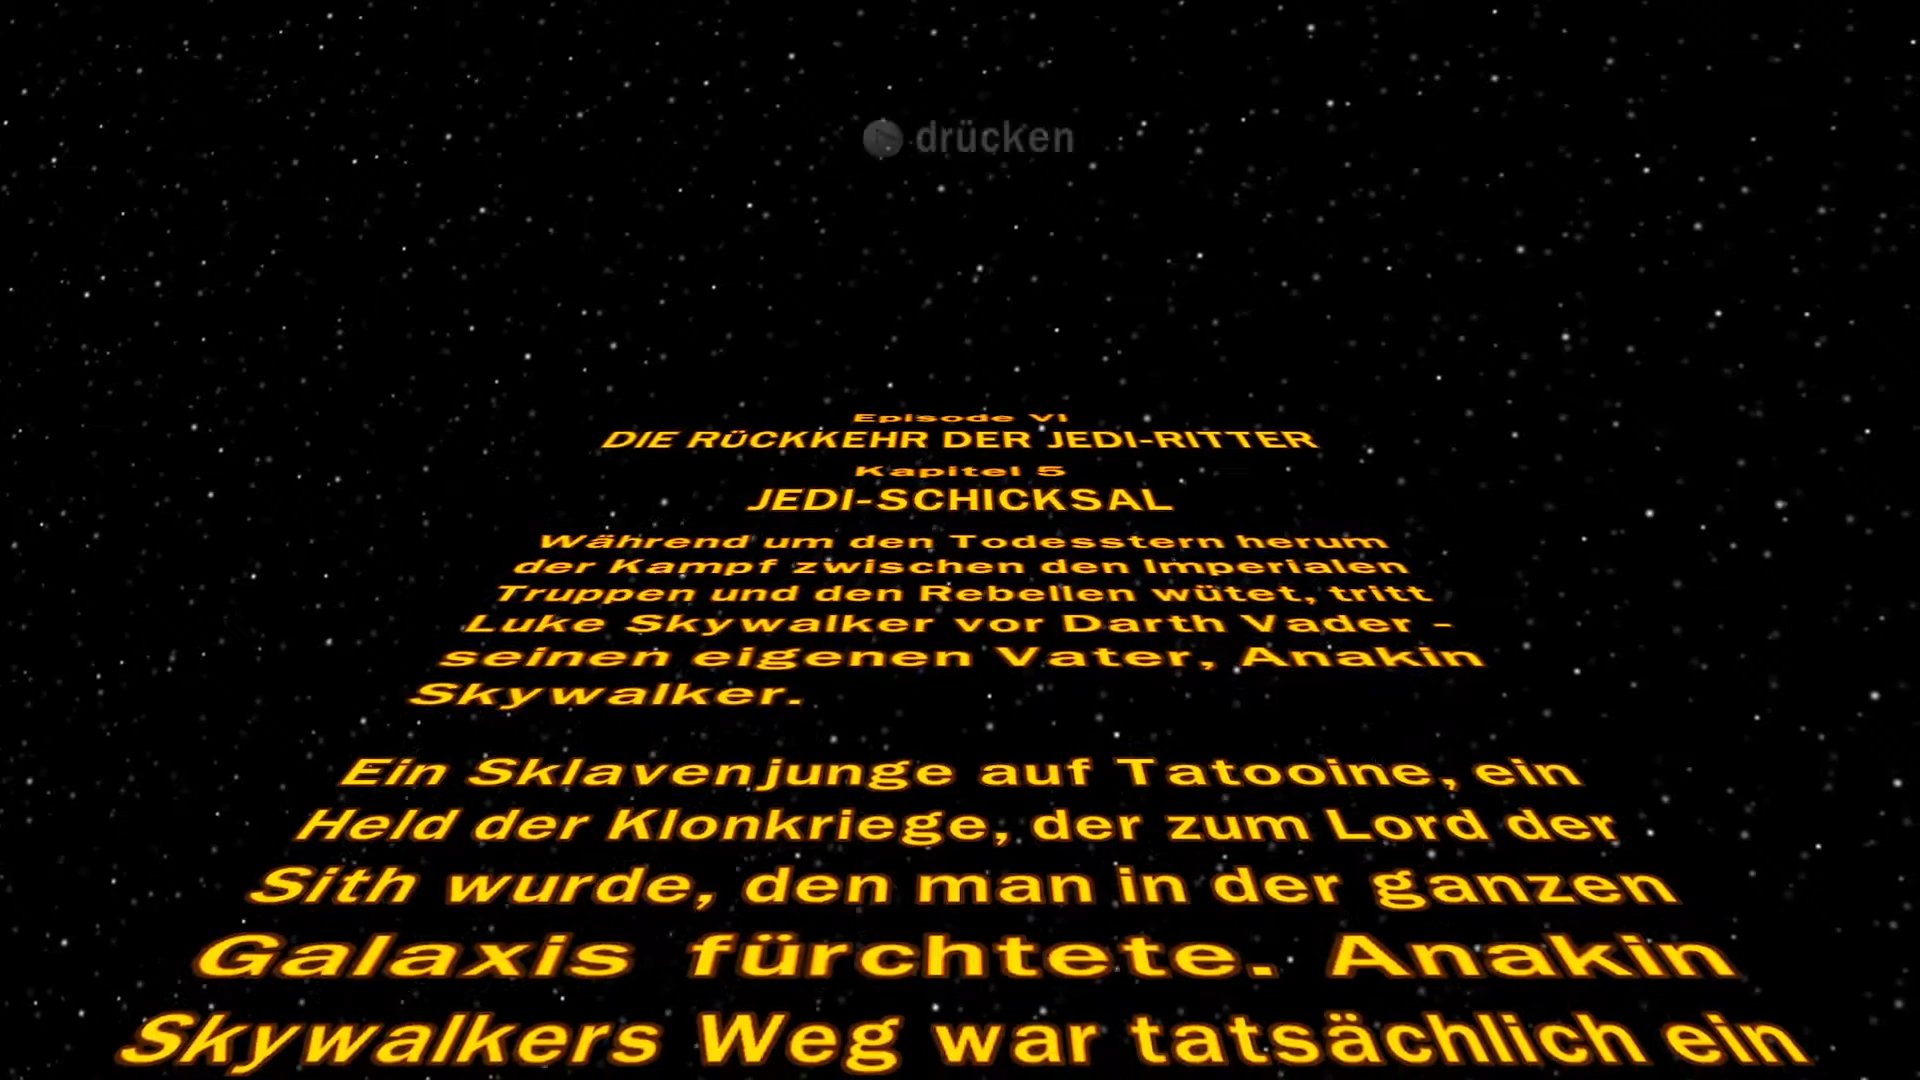 drücken
Episode VI
DIE RÜCKKEHR DER JEDI-RITTER
Kapitel 5
JEDI-SCHICKSAL
Während um den Todesstern herum
der Kampf zwischen den Imperialen
Truppen und den Rebellen wütet, tritt
Luke Skywalker vor Darth Vader -
seinen eigenen Vater, Anakin
Skywalker.
Ein Sklavenjunge auf Tatooine, ein
Held der Klonkriege, der zum Lord der
Sith wurde, den man in der ganzen
Galaxis fürchtete. Anakin
Skywalkers Weg war tatsächlich ein